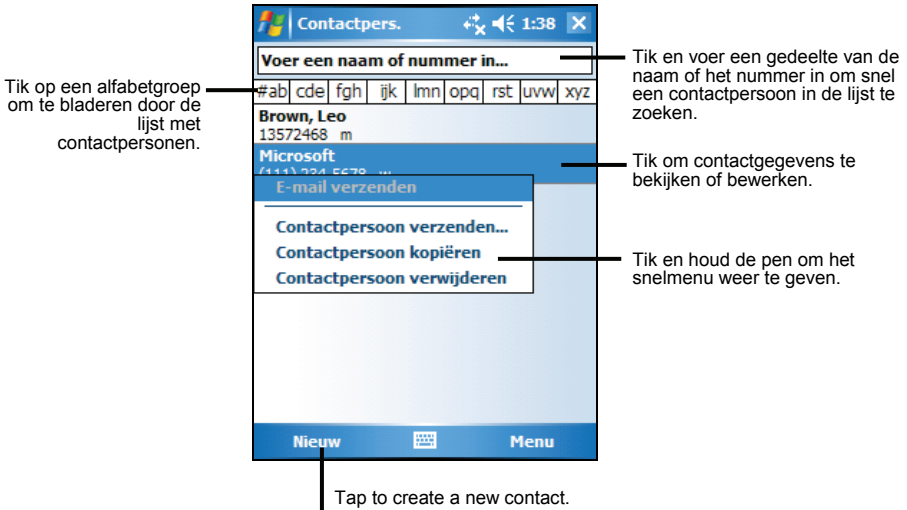 Contactpers. 1:38
Voer een naam of nummer in...
#ab cde fgh ijk lmn opq rst uvw xyz
Brown, Leo
13572468 m
Microsoft
(111) 234-5678 w
E-mail verzenden
Contactpersoon verzenden...
Contactpersoon kopiëren
Contactpersoon verwijderen
Nieuw Menu
Tik op een alfabetgroep
om te bladeren door de
lijst met
contactpersonen.
Tik en voer een gedeelte van de
naam of het nummer in om snel
een contactpersoon in de lijst te
zoeken.
Tik om contactgegevens te
bekijken of bewerken.
Tik en houd de pen om het
snelmenu weer te geven.
Tap to create a new contact.